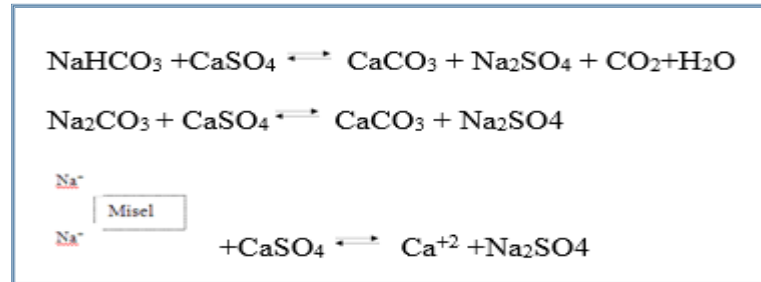 NaHCO₃ +CaSO₄ ⇌ CaCO₃ + Na₂SO₄ + CO₂+H₂O
Na₂CO₃ + CaSO₄ ⇌ CaCO₃ + Na₂SO4
Na⁻
Misel
Na⁻
+CaSO₄ ⇌ Ca⁺² +Na₂SO4